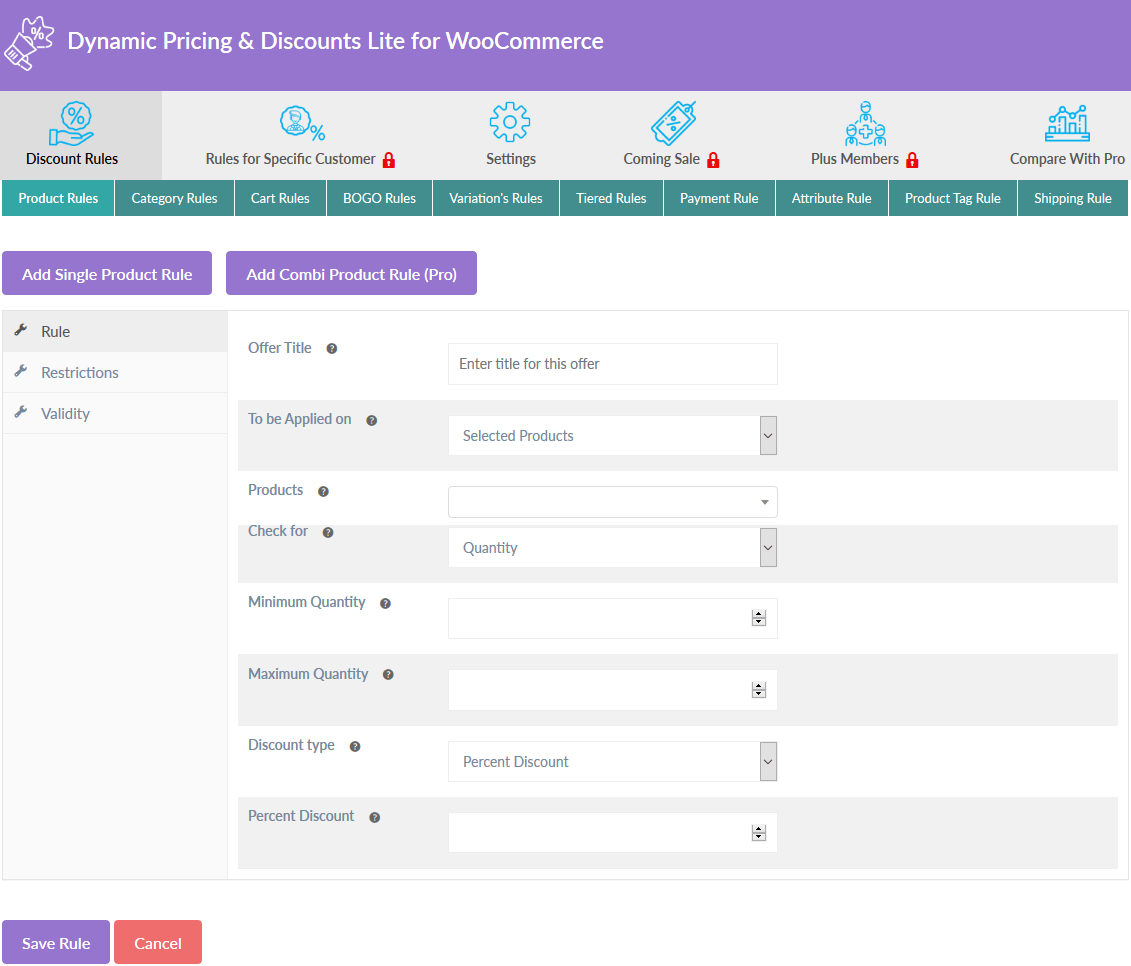 Dynamic Pricing & Discounts Lite for WooCommerce
Discount Rules Rules for Specific Customer Settings Coming Sale Plus Members Compare With Pro
Product Rules Category Rules Cart Rules BOGO Rules Variation's Rules Tiered Rules Payment Rule Attribute Rule Product Tag Rule Shipping Rule
Add Single Product Rule Add Combi Product Rule (Pro)
Rule
Restrictions
Validity
Offer Title
Enter title for this offer
To be Applied on
Selected Products
Products
Check for
Quantity
Minimum Quantity
Maximum Quantity
Discount type
Percent Discount
Percent Discount
Save Rule Cancel